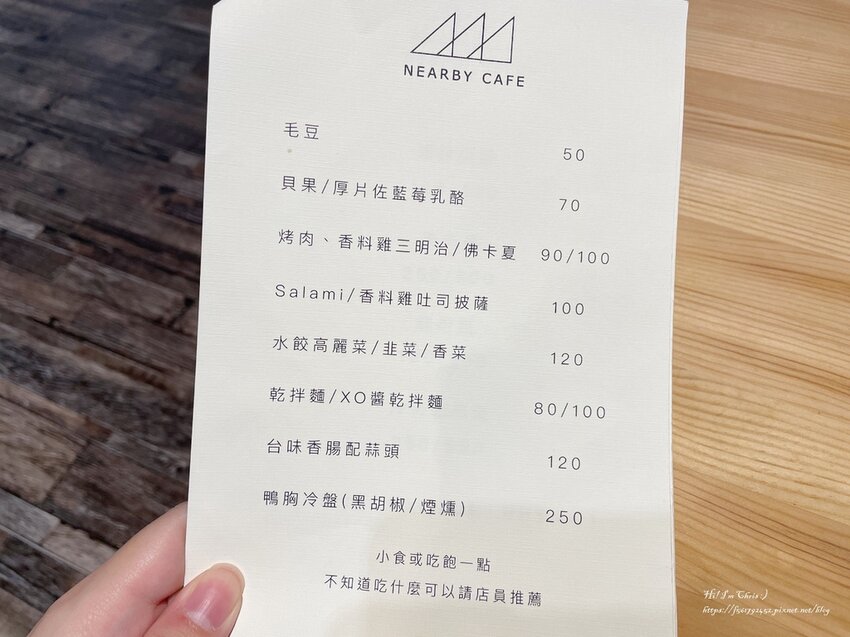 NEARBY CAFE
毛豆 50
貝果/厚片佐藍莓乳酪 70
烤肉、香料雞三明治/佛卡夏 90/100
Salami/香料雞吐司披薩 100
水餃高麗菜/韭菜/香菜 120
乾拌麵/XO醬乾拌麵 80/100
台味香腸配蒜頭 120
鴨胸冷盤(黑胡椒/煙燻) 250
小食或吃飽一點
不知道吃什麼可以請店員推薦
Hi! I'm Chris :)